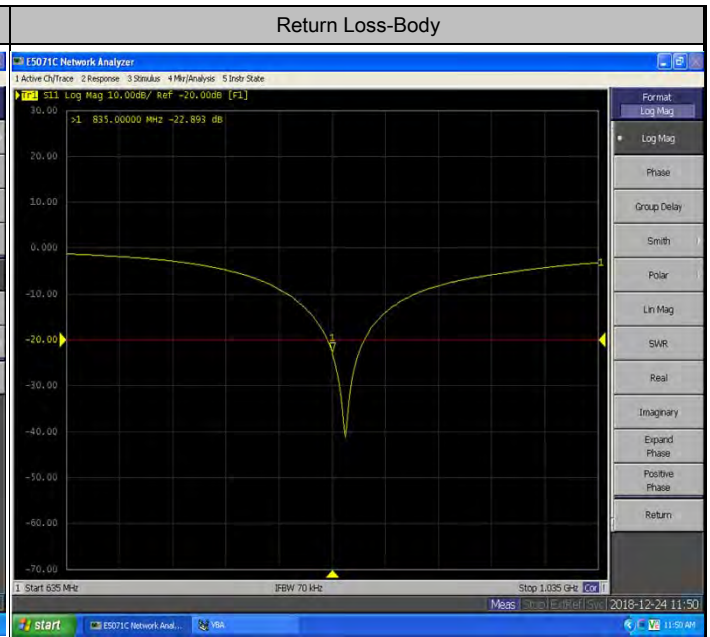 Return Loss-Body
E5071C Network Analyzer
1 Active Ch/Trace 2 Response 3 Stimulus 4 Mkr/Analysis 5 Instr State
Tr1 S11 Log Mag 10.00dB/ Ref -20.00dB [F1]
>1 835.00000 MHz -22.893 dB
30.00
20.00
10.00
0.000
-10.00
-20.00
-30.00
-40.00
-50.00
-60.00
-70.00
1
1
Format
Log Mag
Log Mag
Phase
Group Delay
Smith
Polar
Lin Mag
SWR
Real
Imaginary
Expand
Phase
Positive
Phase
Return
1 Start 635 MHz IFBW 70 kHz Stop 1.035 GHz Cor !
Meas Stop ExtRef Svc 2018-12-24 11:50
start E5071C Network Anal... VBA 11:50 AM